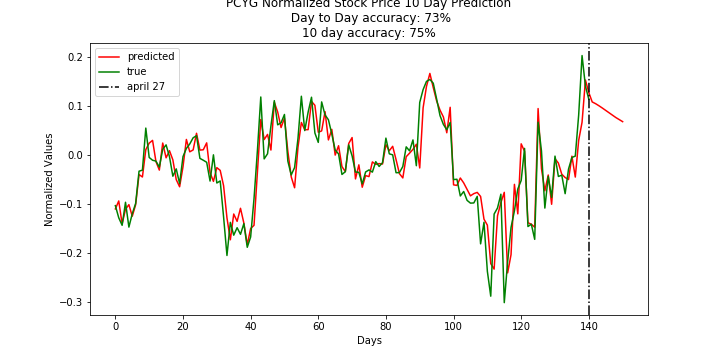 PCYG Normalized Stock Price 10 Day Prediction
Day to Day accuracy: 73%
10 day accuracy: 75%
predicted
true
april 27
Normalized Values
0.2
0.1
0.0
−0.1
−0.2
−0.3
0 20 40 60 80 100 120 140
Days